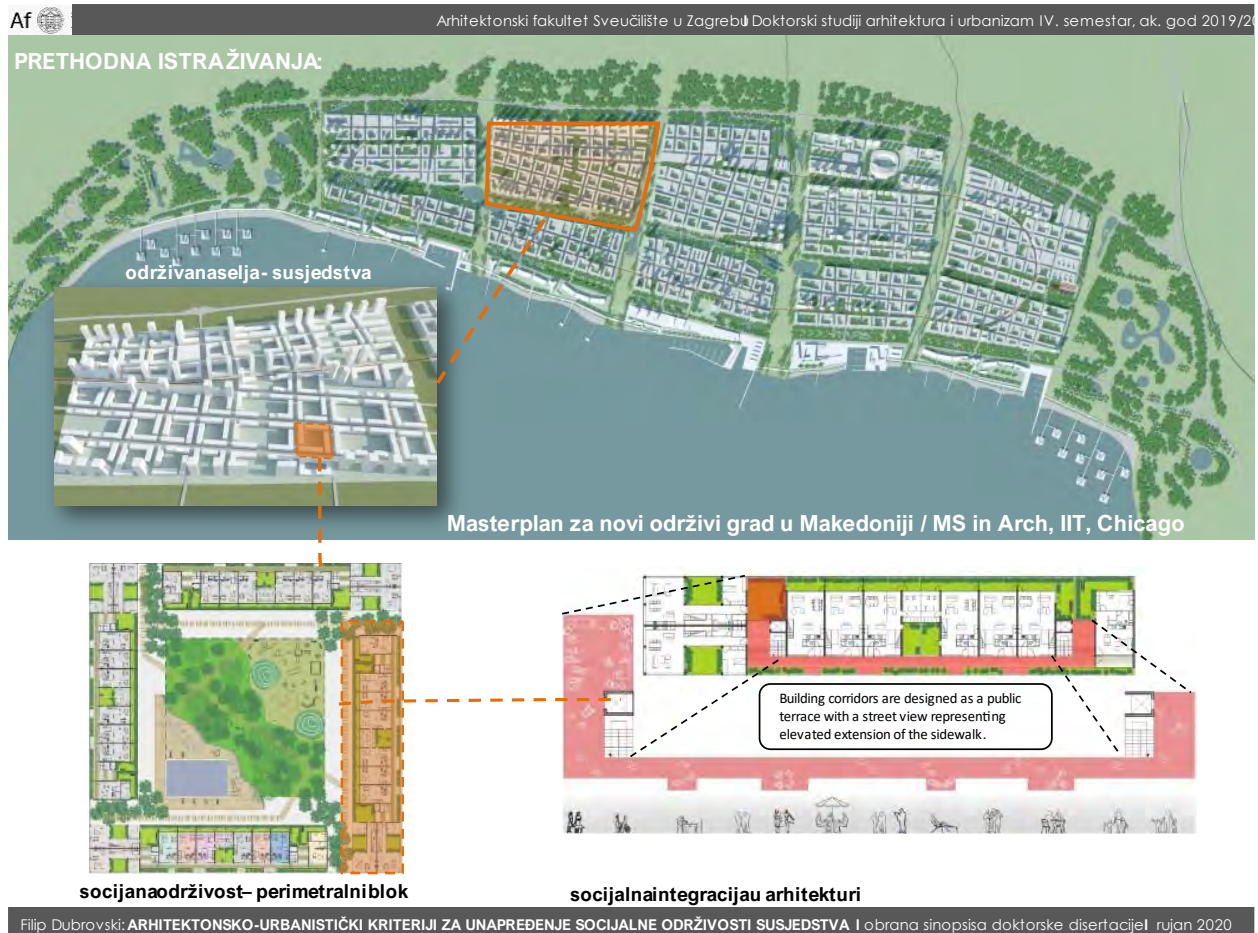 Af
Arhitektonski fakultet Sveučilište u Zagrebu I Doktorski studiji arhitektura i urbanizam IV. semestar, ak. god 2019/20
PRETHODNA ISTRAŽIVANJA:
održivanaselja- susjedstva
Masterplan za novi održivi grad u Makedoniji / MS in Arch, IIT, Chicago
Building corridors are designed as a public
terrace with a street view representing
elevated extension of the sidewalk.
socijanaodrživost– perimetralniblok
socijalnaintegracijau arhitekturi
Filip Dubrovski: ARHITEKTONSKO-URBANISTIČKI KRITERIJI ZA UNAPREĐENJE SOCIJALNE ODRŽIVOSTI SUSJEDSTVA I obrana sinopsisa doktorske disertacijeI rujan 2020